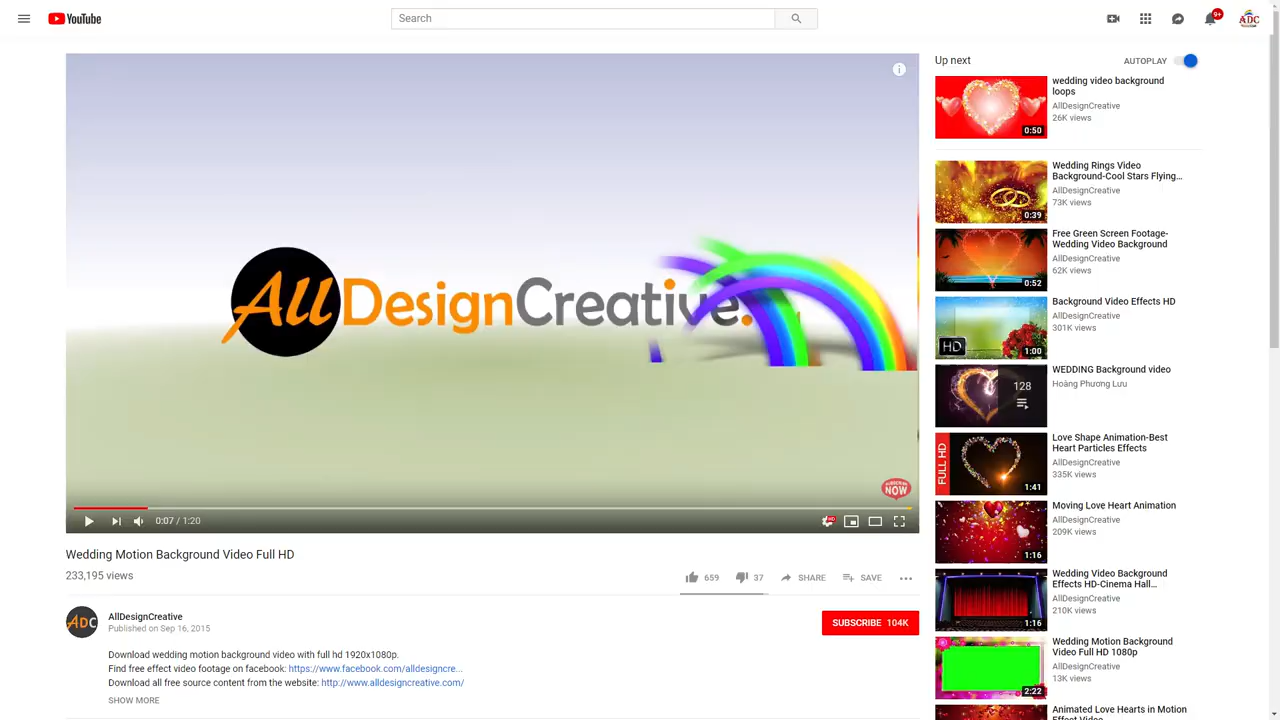 YouTube
Search
9+
ADC
AllDesignCreative.
SUBSCRIBE
NOW
0:07 / 1:20
HD
Wedding Motion Background Video Full HD
233,195 views
659
37
SHARE
SAVE
ADC
AllDesignCreative
Published on Sep 16, 2015
SUBSCRIBE 104K
Download wedding motion background video with full hd 1920x1080p.
Find free effect video footage on facebook: https://www.facebook.com/alldesigncre...
Download all free source content from the website: http://www.alldesigncreative.com/
SHOW MORE
Up next
AUTOPLAY
0:50
wedding video background
loops
AllDesignCreative
26K views
0:39
Wedding Rings Video
Background-Cool Stars Flying...
AllDesignCreative
73K views
0:52
Free Green Screen Footage-
Wedding Video Background
AllDesignCreative
62K views
HD
1:00
Background Video Effects HD
AllDesignCreative
301K views
128
WEDDING Background video
Hoàng Phương Lưu
FULL HD
1:41
Love Shape Animation-Best
Heart Particles Effects
AllDesignCreative
335K views
1:16
Moving Love Heart Animation
AllDesignCreative
209K views
1:16
Wedding Video Background
Effects HD-Cinema Hall...
AllDesignCreative
210K views
2:22
Wedding Motion Background
Video Full HD 1080p
AllDesignCreative
13K views
Animated Love Hearts in Motion
Effect Video